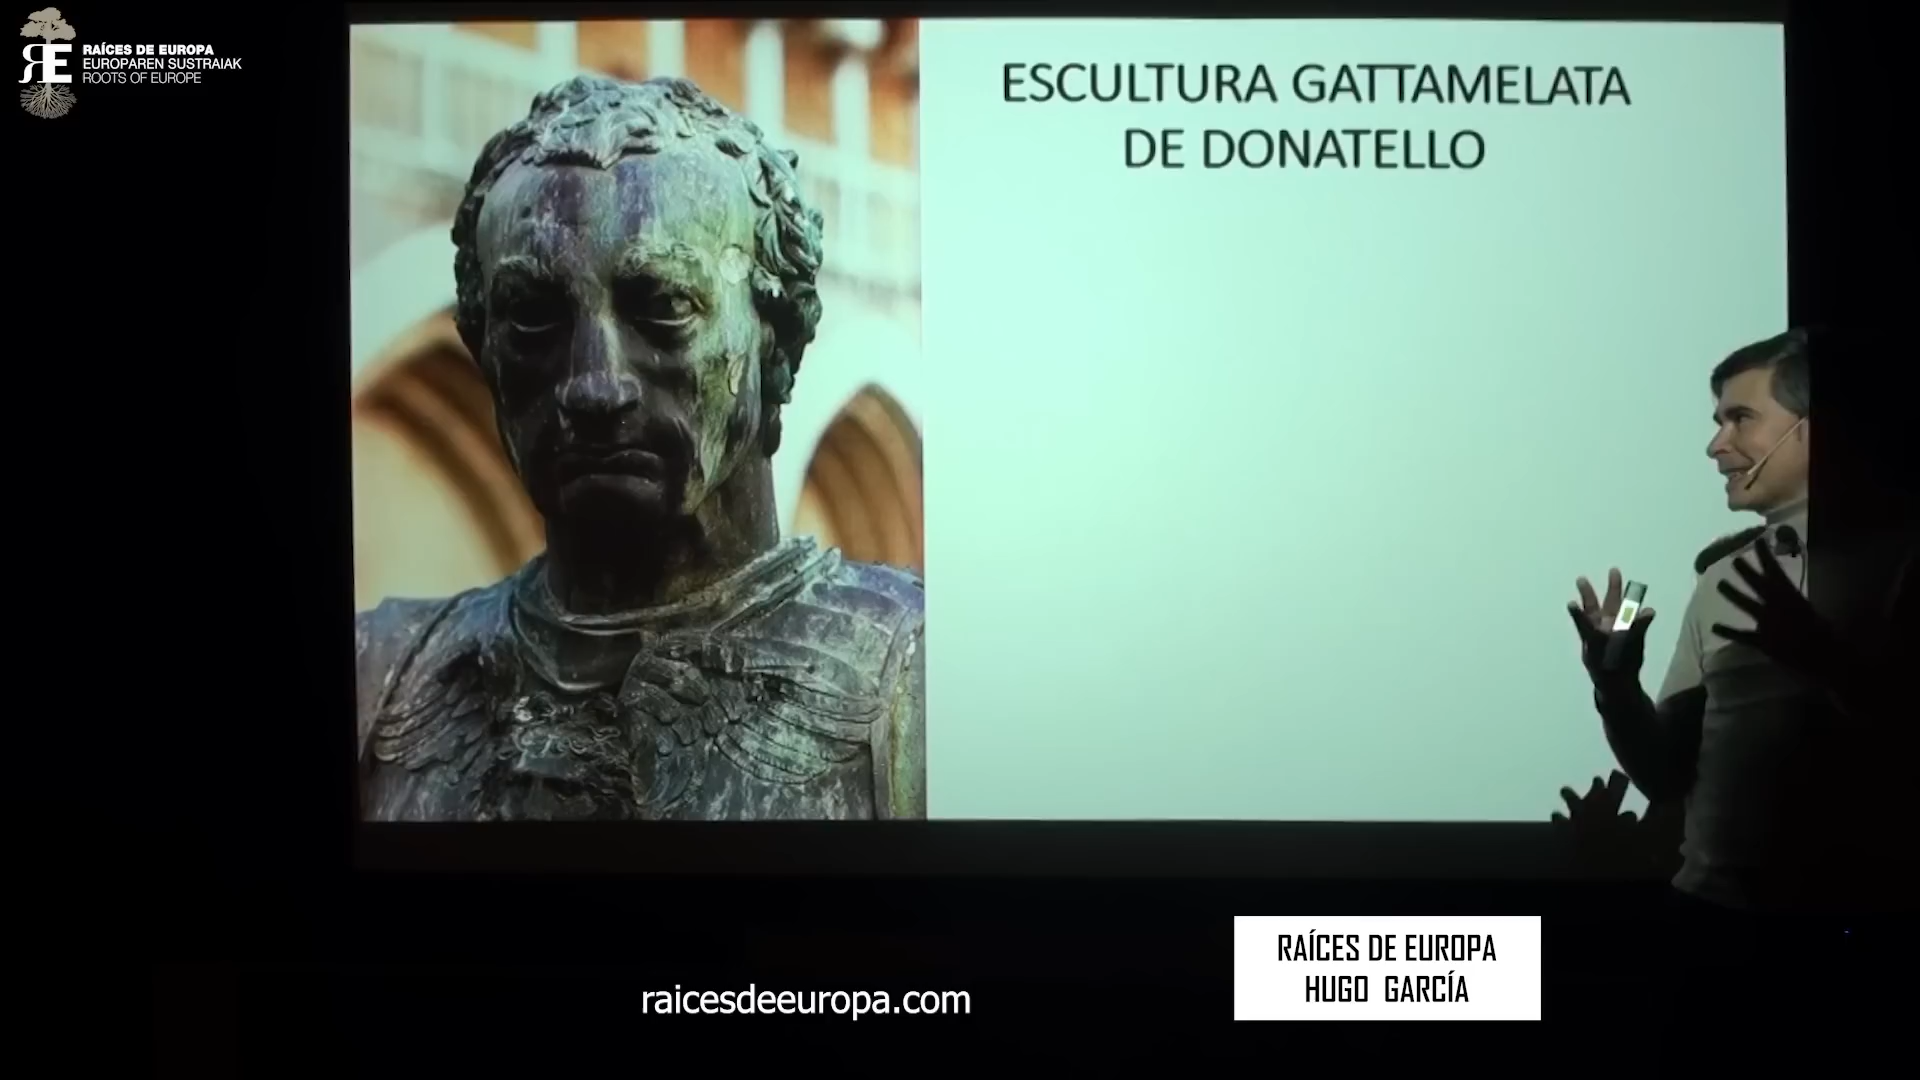 RAÍCES DE EUROPA
EUROPAREN SUSTRAIAK
ROOTS OF EUROPE
ESCULTURA GATTAMELATA
DE DONATELLO
raicesdeeuropa.com
RAÍCES DE EUROPA
HUGO GARCÍA